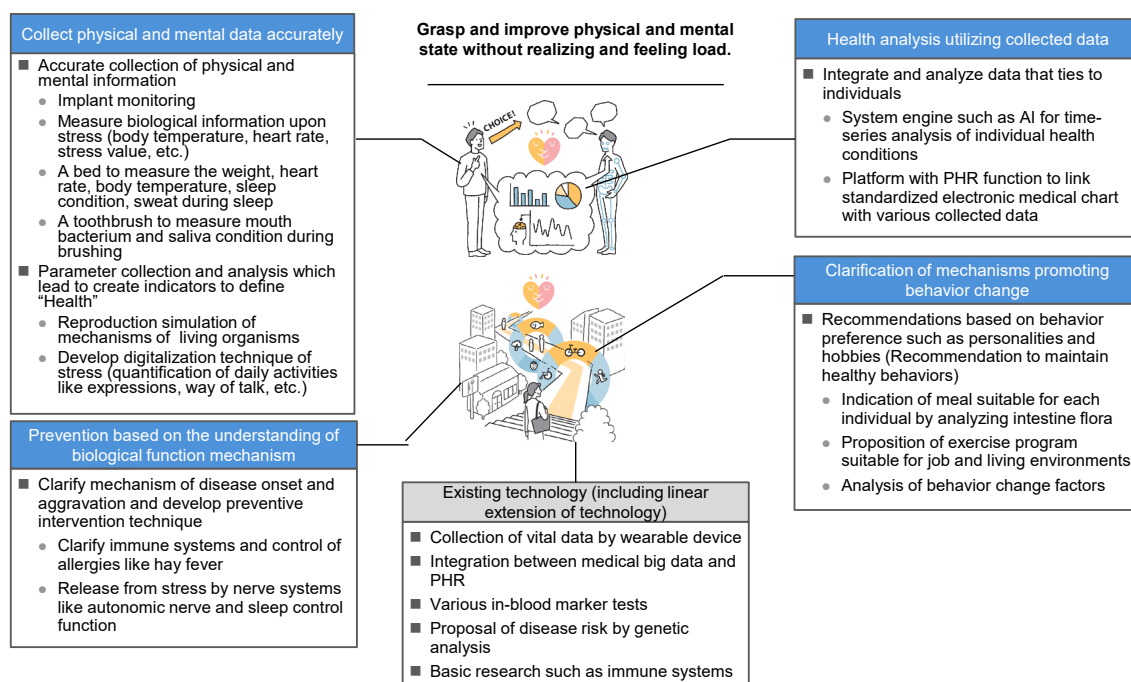 Collect physical and mental data accurately
■ Accurate collection of physical and
mental information
● Implant monitoring
● Measure biological information upon
stress (body temperature, heart rate,
stress value, etc.)
● A bed to measure the weight, heart
rate, body temperature, sleep
condition, sweat during sleep
● A toothbrush to measure mouth
bacterium and saliva condition during
brushing
■ Parameter collection and analysis which
lead to create indicators to define
“Health”
● Reproduction simulation of
mechanisms of living organisms
● Develop digitalization technique of
stress (quantification of daily activities
like expressions, way of talk, etc.)
Prevention based on the understanding of
biological function mechanism
■ Clarify mechanism of disease onset and
aggravation and develop preventive
intervention technique
● Clarify immune systems and control of
allergies like hay fever
● Release from stress by nerve systems
like autonomic nerve and sleep control
function
Grasp and improve physical and mental
state without realizing and feeling load.
CHOICE!
Existing technology (including linear
extension of technology)
■ Collection of vital data by wearable device
■ Integration between medical big data and
PHR
■ Various in-blood marker tests
■ Proposal of disease risk by genetic
analysis
■ Basic research such as immune systems
Health analysis utilizing collected data
■ Integrate and analyze data that ties to
individuals
● System engine such as AI for time-
series analysis of individual health
conditions
● Platform with PHR function to link
standardized electronic medical chart
with various collected data
Clarification of mechanisms promoting
behavior change
■ Recommendations based on behavior
preference such as personalities and
hobbies (Recommendation to maintain
healthy behaviors)
● Indication of meal suitable for each
individual by analyzing intestine flora
● Proposition of exercise program
suitable for job and living environments
● Analysis of behavior change factors